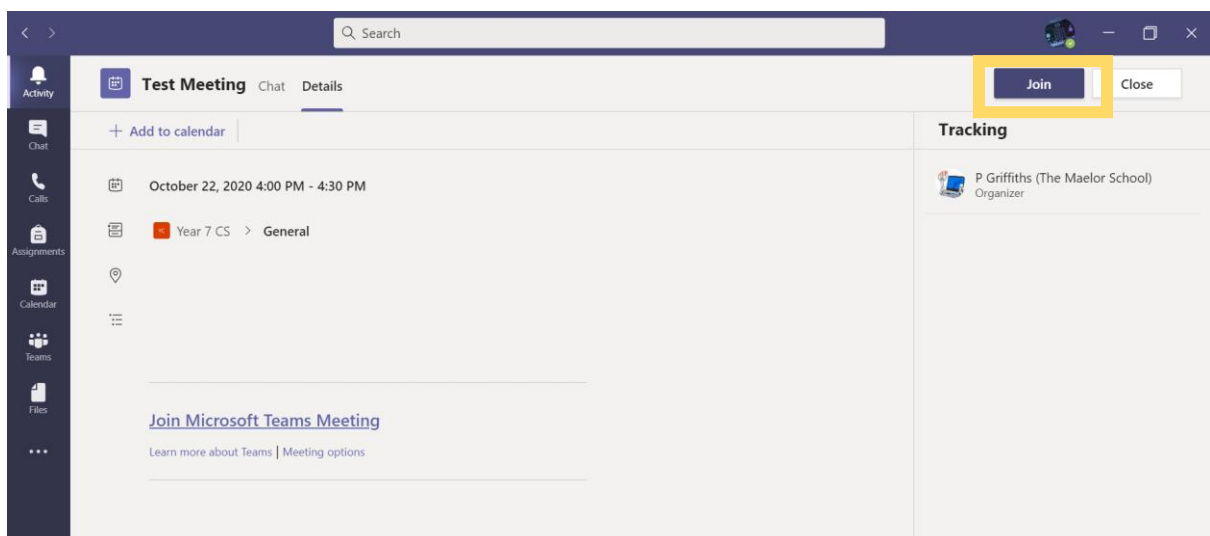 Search
Activity
Chat
Calls
Assignments
Calendar
Teams
Files
Test Meeting Chat Details
Join Close
+ Add to calendar
October 22, 2020 4:00 PM - 4:30 PM
Year 7 CS > General
Join Microsoft Teams Meeting
Learn more about Teams | Meeting options
Tracking
P Griffiths (The Maelor School)
Organizer